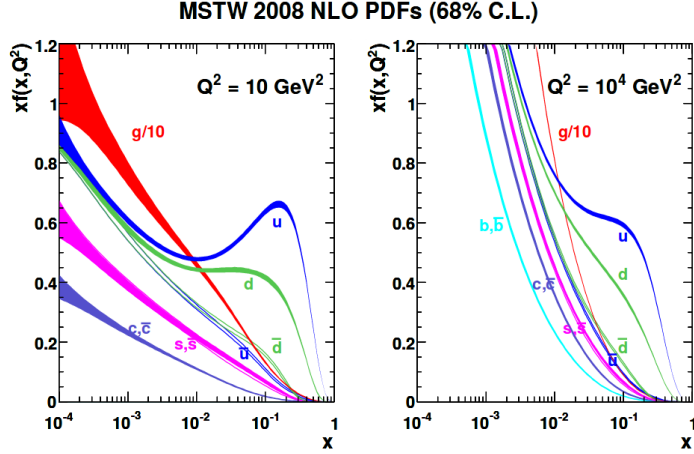 MSTW 2008 NLO PDFs (68% C.L.)
xf(x,Q²)
1.2
1
0.8
0.6
0.4
0.2
0
Q² = 10 GeV²
g/10
u
d
c,c̄
s,s̄
ū
d̄
10⁻⁴
10⁻³
10⁻²
10⁻¹
1
x
xf(x,Q²)
1.2
1
0.8
0.6
0.4
0.2
0
Q² = 10⁴ GeV²
g/10
b,b̄
u
d
c,c̄
s,s̄
d̄
ū
10⁻⁴
10⁻³
10⁻²
10⁻¹
1
x